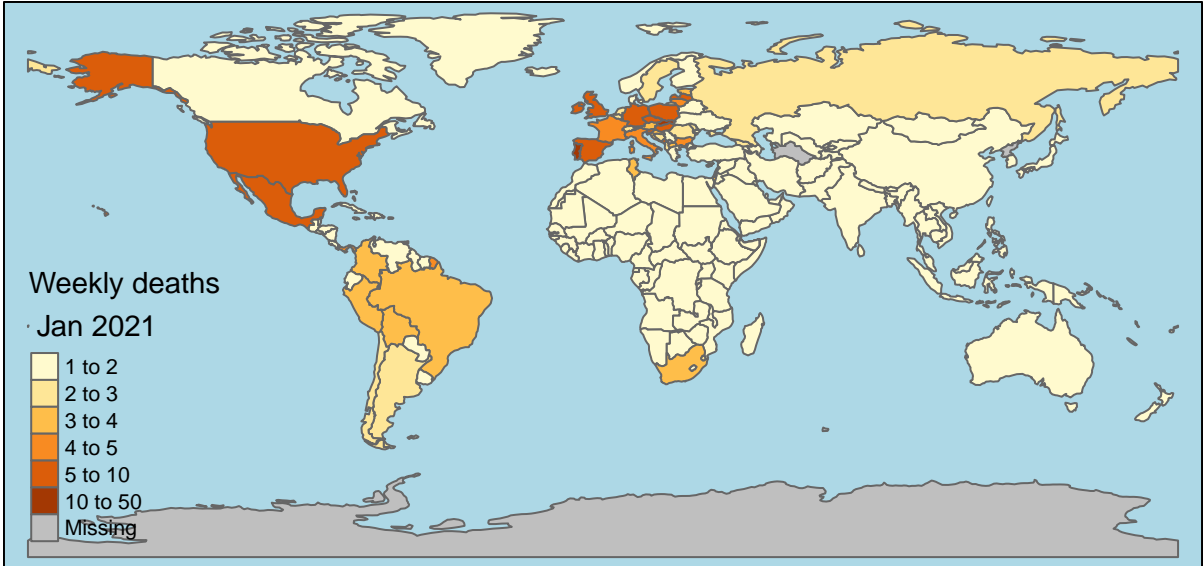 Weekly deaths
Jan 2021
1 to 2
2 to 3
3 to 4
4 to 5
5 to 10
10 to 50
Missing